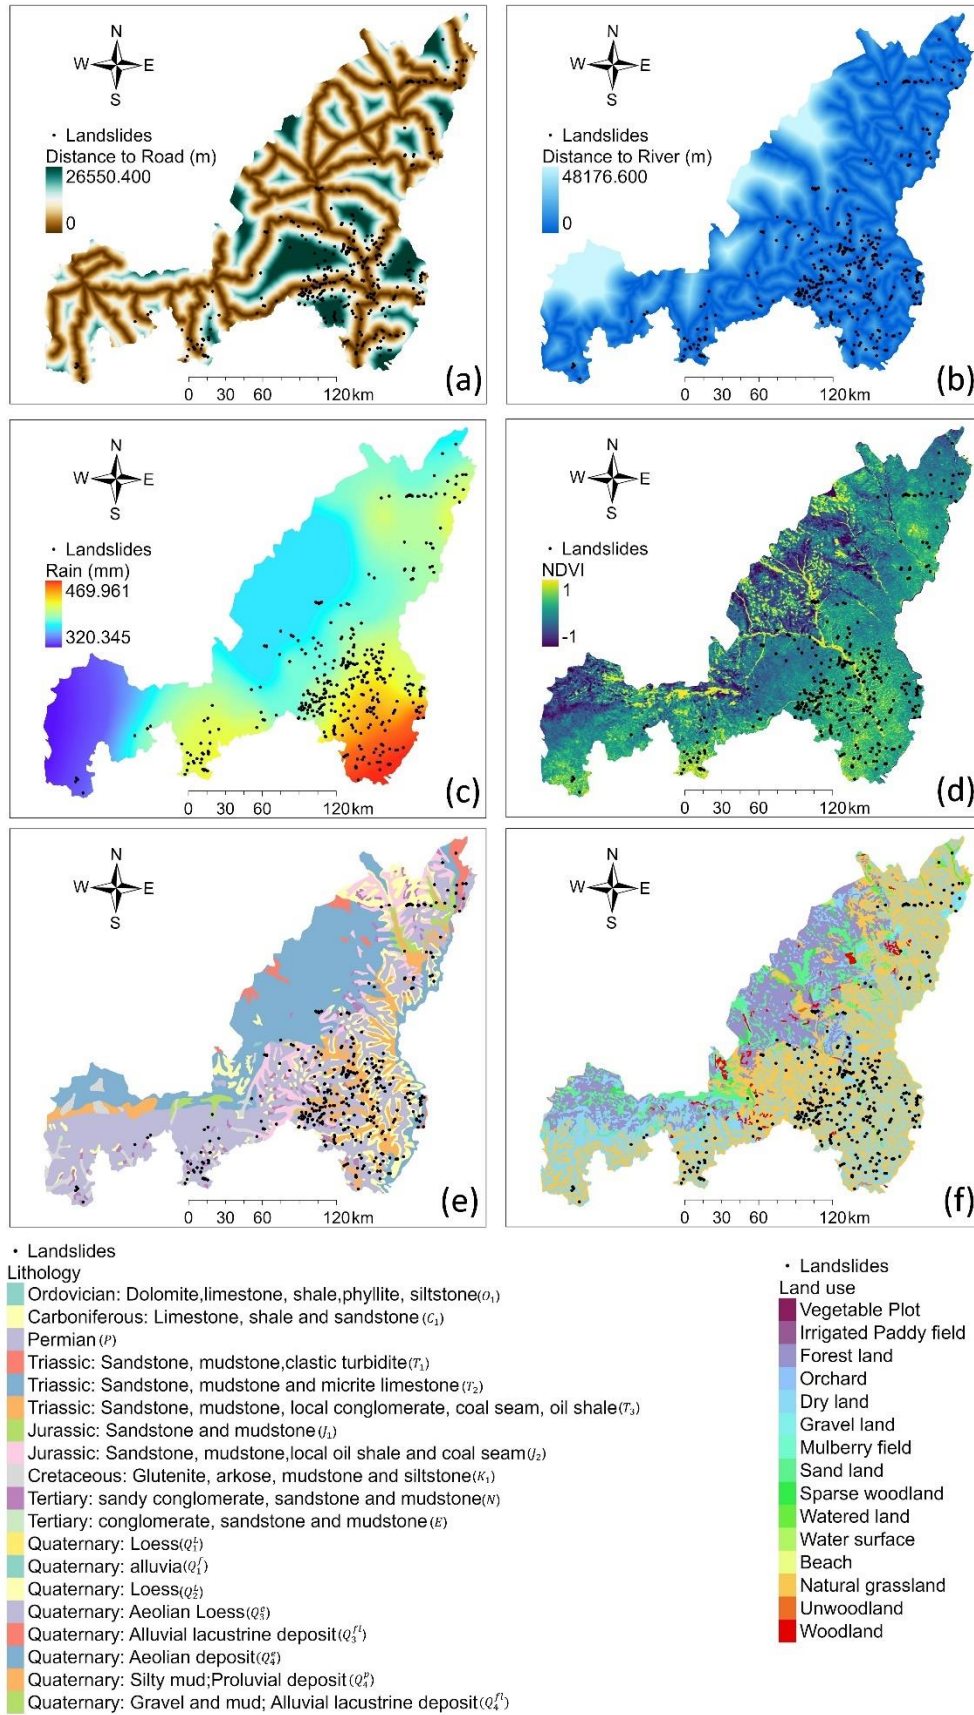 N
W E
S
• Landslides
Distance to Road (m)
26550.400
0
0 30 60 120km
(a)
N
W E
S
• Landslides
Distance to River (m)
48176.600
0
0 30 60 120km
(b)
N
W E
S
• Landslides
Rain (mm)
469.961
320.345
0 30 60 120km
(c)
N
W E
S
• Landslides
NDVI
1
-1
0 30 60 120km
(d)
N
W E
S
0 30 60 120km
(e)
N
W E
S
0 30 60 120km
(f)
• Landslides
Lithology
Ordovician: Dolomite,limestone, shale,phyllite, siltstone(O₁)
Carboniferous: Limestone, shale and sandstone (C₁)
Permian(P)
Triassic: Sandstone, mudstone,clastic turbidite(T₁)
Triassic: Sandstone, mudstone and micrite limestone(T₂)
Triassic: Sandstone, mudstone, local conglomerate, coal seam, oil shale(T₃)
Jurassic: Sandstone and mudstone(J₁)
Jurassic: Sandstone, mudstone,local oil shale and coal seam(J₂)
Cretaceous: Glutenite, arkose, mudstone and siltstone(K₁)
Tertiary: sandy conglomerate, sandstone and mudstone(N)
Tertiary: conglomerate, sandstone and mudstone(E)
Quaternary: Loess(Q₁ᴸ)
Quaternary: alluvia(Q₁ᶠ)
Quaternary: Loess(Q₂ᴸ)
Quaternary: Aeolian Loess(Q₃ᵉ)
Quaternary: Alluvial lacustrine deposit(Q₃ᶠˡ)
Quaternary: Aeolian deposit(Q₄ᵉ)
Quaternary: Silty mud;Proluvial deposit(Q₄ᵖ)
Quaternary: Gravel and mud; Alluvial lacustrine deposit(Q₄ᶠˡ)
• Landslides
Land use
Vegetable Plot
Irrigated Paddy field
Forest land
Orchard
Dry land
Gravel land
Mulberry field
Sand land
Sparse woodland
Watered land
Water surface
Beach
Natural grassland
Unwoodland
Woodland